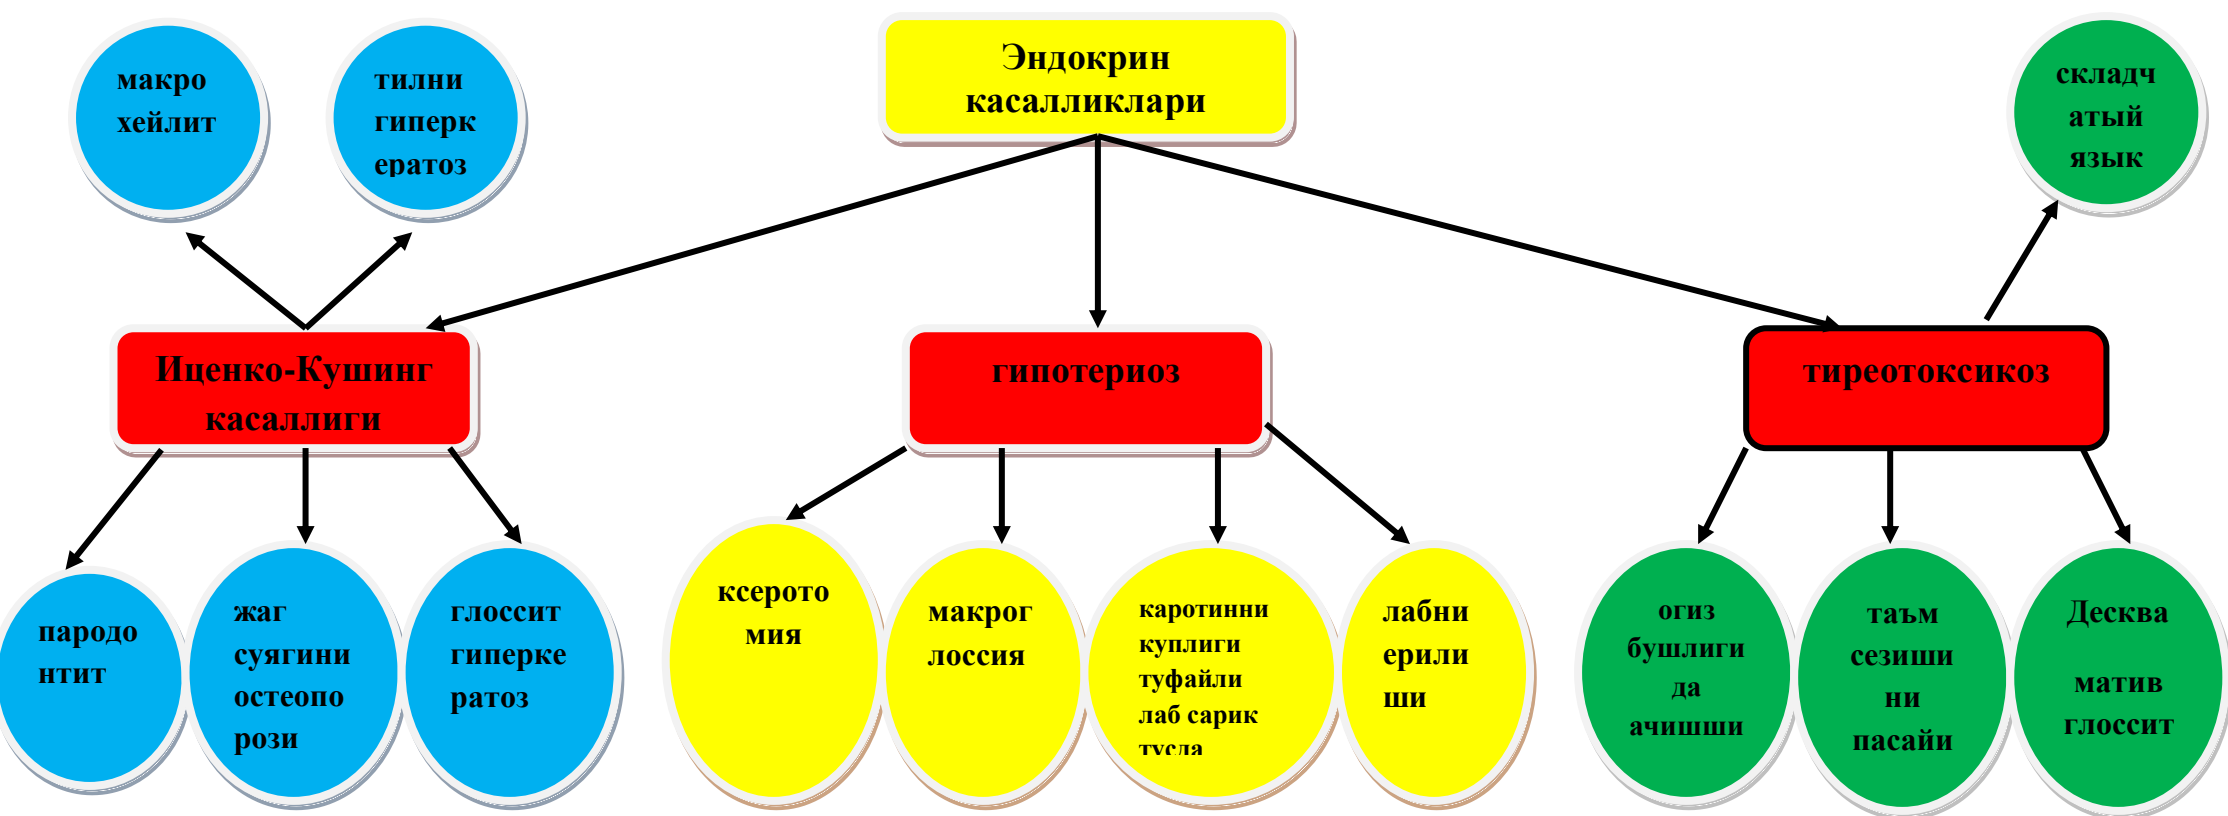 Эндокрин
касалликлари
макро
хейлит
тилни
гиперк
ератоз
складч
атый
язык
Иценко-Кушинг
касаллиги
гипотериоз
тиреотоксикоз
пародо
нтит
жаг
суягини
остеопо
рози
глоссит
гиперке
ратоз
ксерото
мия
макрог
лоссия
каротинни
куплиги
туфайли
лаб сарик
тусда
лабни
ерили
ши
огиз
бушлиги
да
ачишши
таъм
сезиши
ни
пасайи
Десква
матив
глоссит